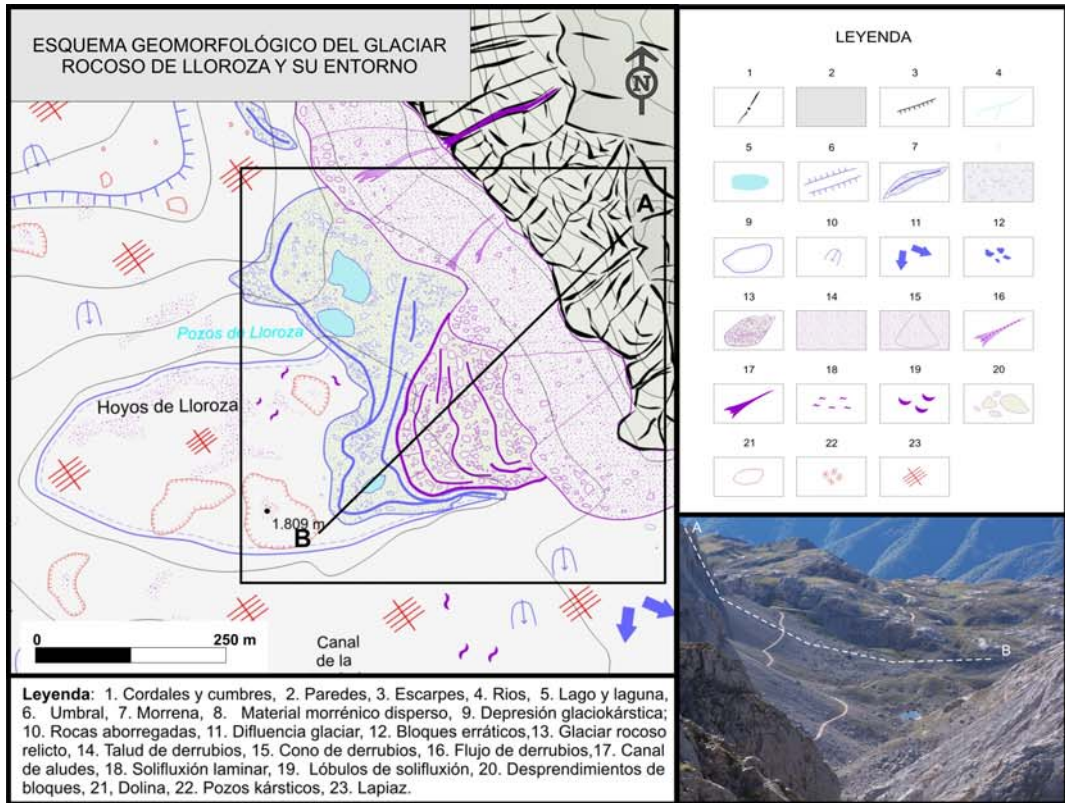 ESQUEMA GEOMORFOLÓGICO DEL GLACIAR
ROCOSO DE LLOROZA Y SU ENTORNO
N
A
Pozos de Lloroza
Hoyos de Lloroza
1.809 m
B
0 250 m
Canal
de la
LEYENDA
1 2 3 4
5 6 7
9 10 11 12
13 14 15 16
17 18 19 20
21 22 23
A
B
Leyenda: 1. Cordales y cumbres, 2. Paredes, 3. Escarpes, 4. Rios, 5. Lago y laguna,
6. Umbral, 7. Morrena, 8. Material morrénico disperso, 9. Depresión glaciokárstica;
10. Rocas aborregadas, 11. Difluencia glaciar, 12. Bloques erráticos,13. Glaciar rocoso
relicto, 14. Talud de derrubios, 15. Cono de derrubios, 16. Flujo de derrubios,17. Canal
de aludes, 18. Solifluxión laminar, 19. Lóbulos de solifluxión, 20. Desprendimientos de
bloques, 21, Dolina, 22. Pozos kársticos, 23. Lapiaz.